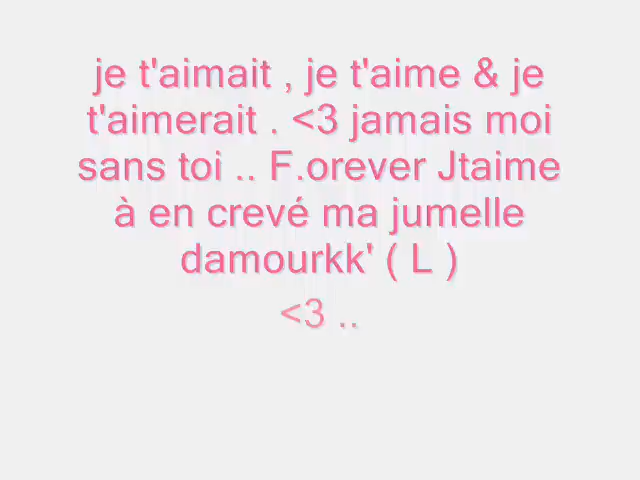 je t'aimait , je t'aime & je
t'aimerait . <3 jamais moi
sans toi .. F.orever Jtaime
à en crevé ma jumelle
damourkk' ( L )
<3 ..